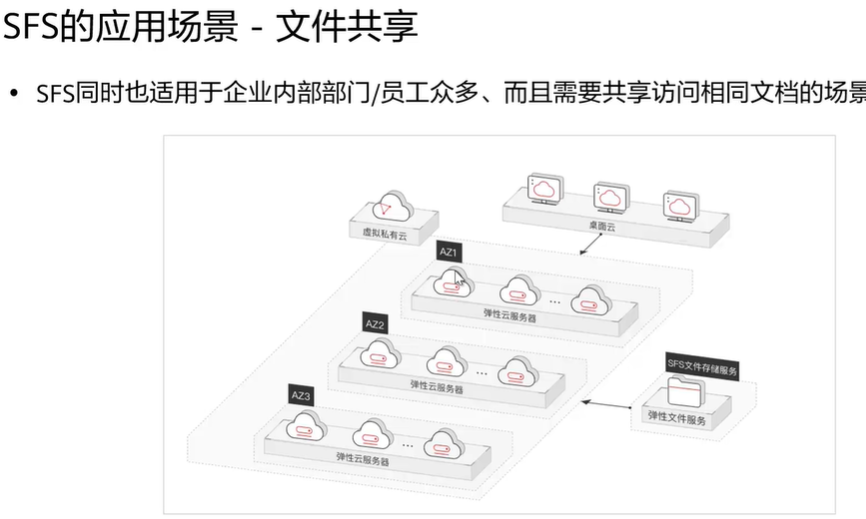 SFS的应用场景 - 文件共享
• SFS同时也适用于企业内部部门/员工众多、而且需要共享访问相同文档的场景
虚拟私有云
桌面云
AZ1
弹性云服务器
AZ2
弹性云服务器
SFS文件存储服务
弹性文件服务
AZ3
弹性云服务器